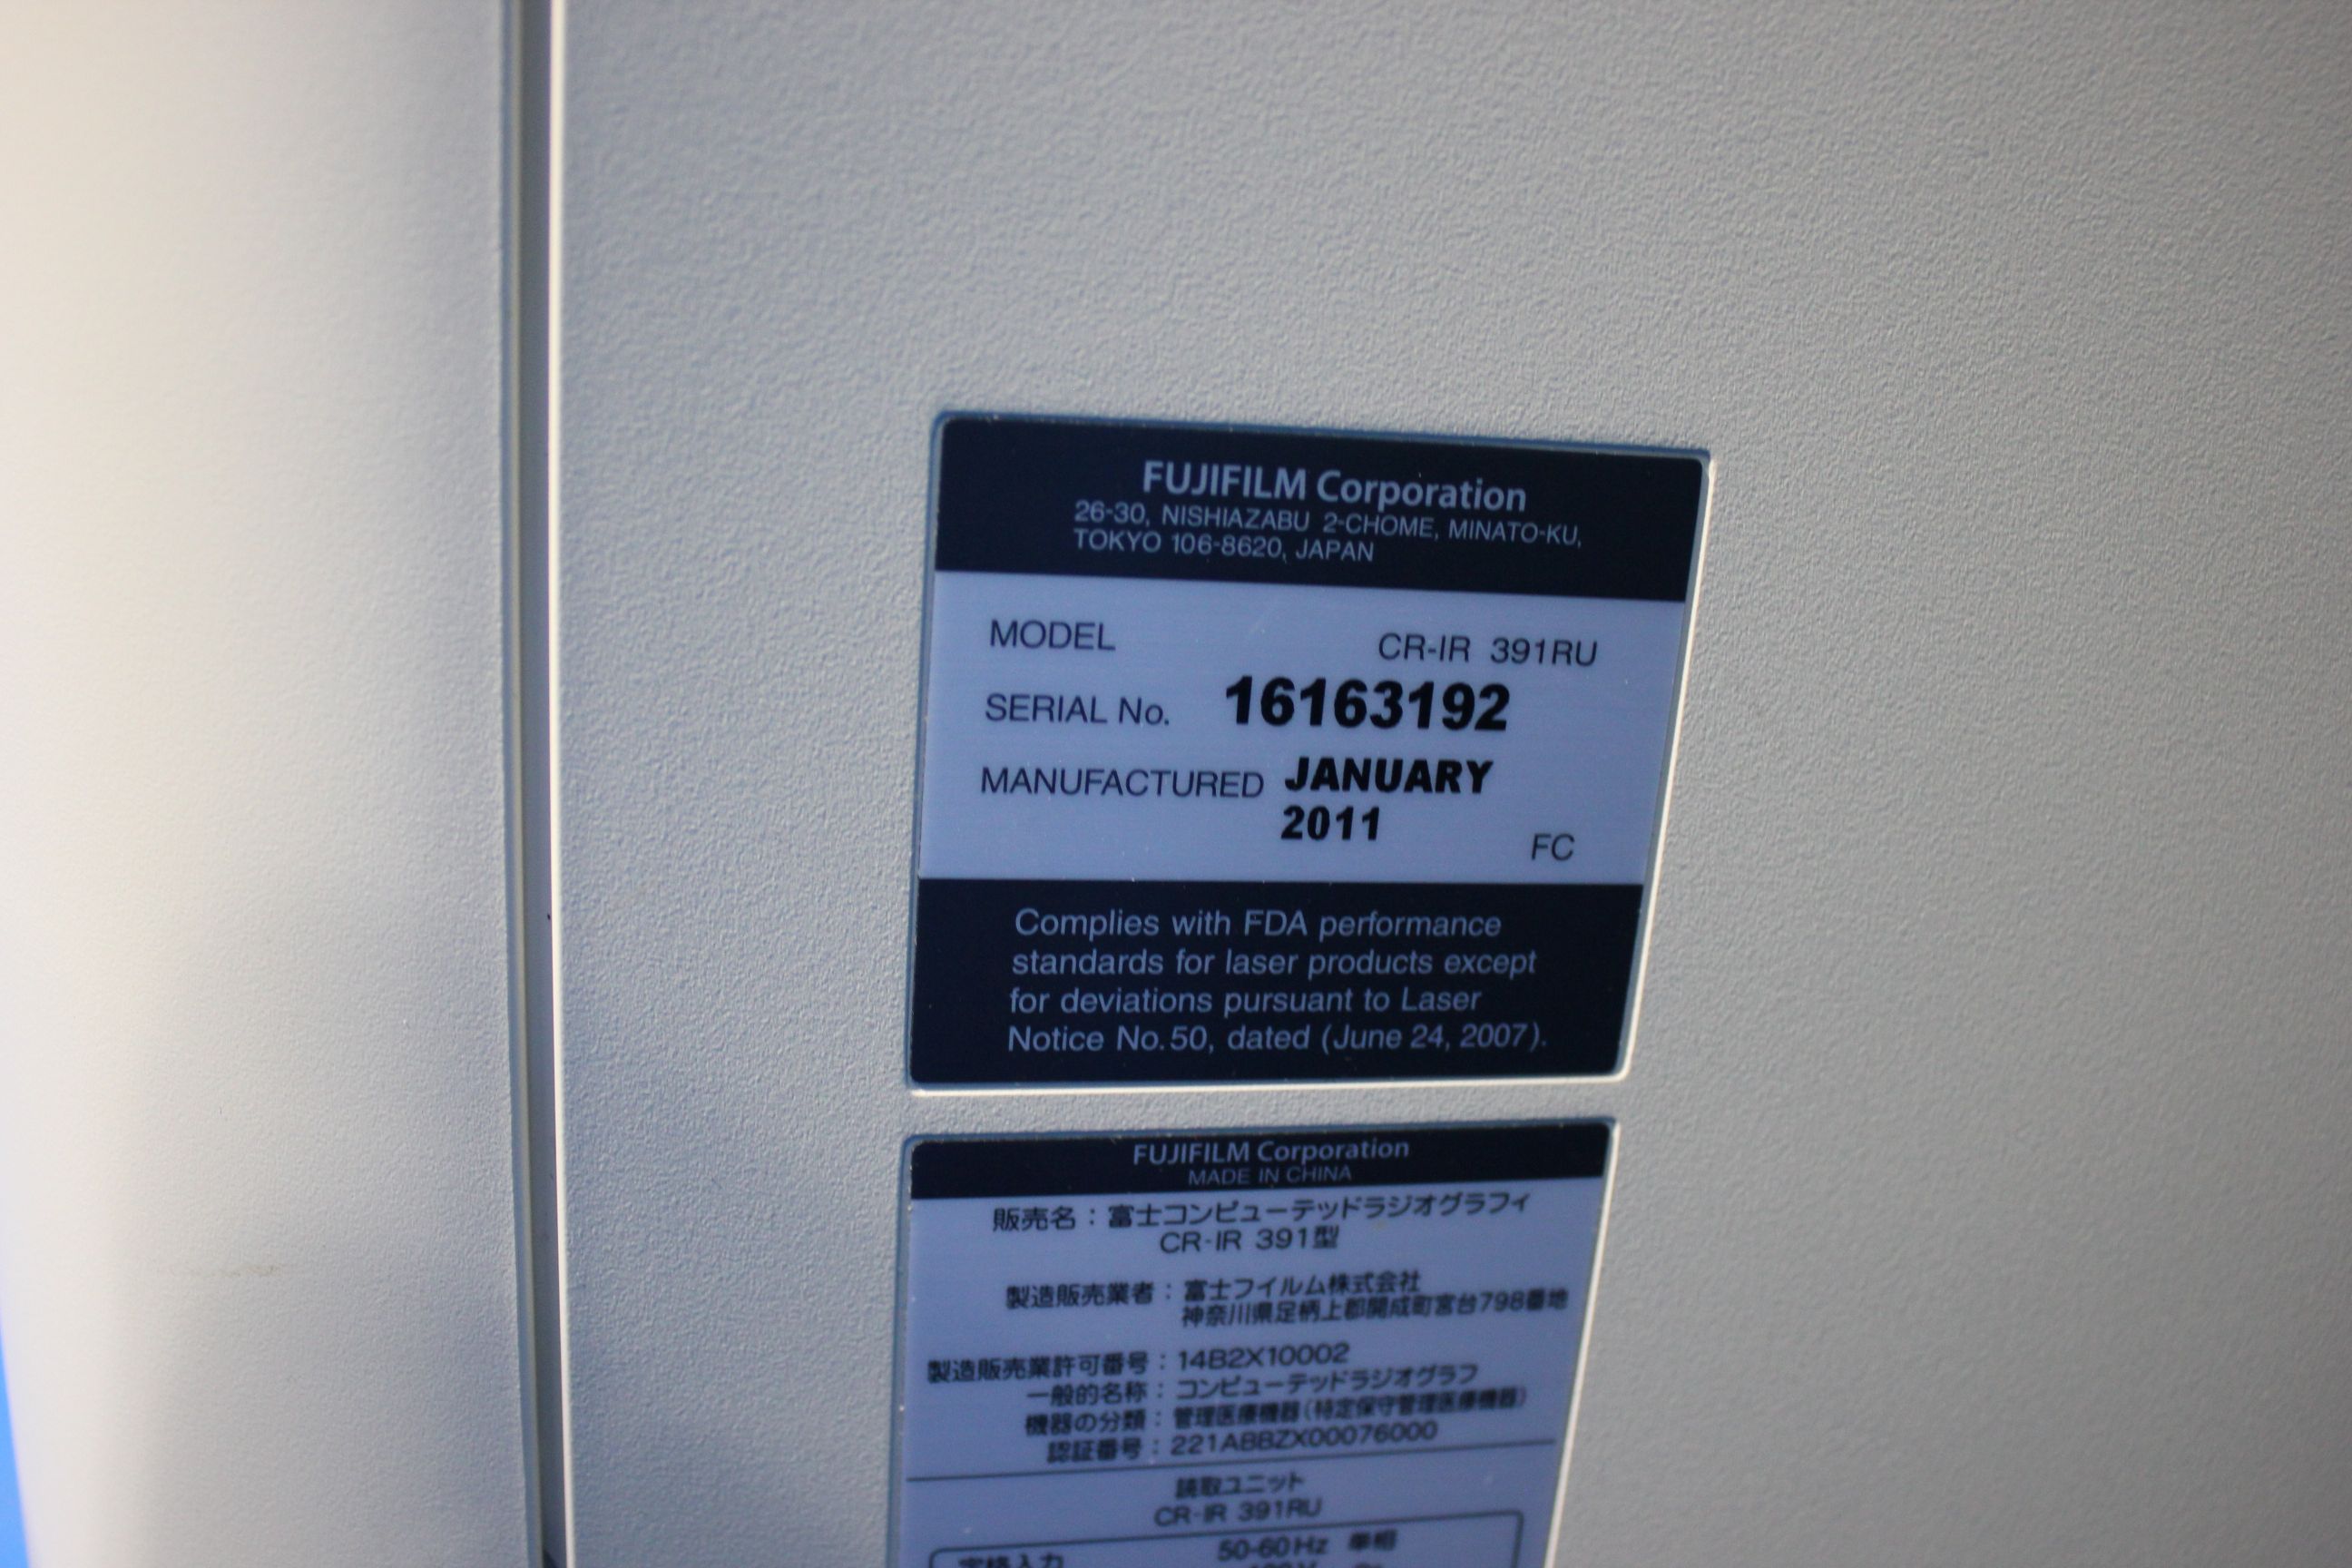 FUJIFILM Corporation
26-30, NISHIAZABU 2-CHOME, MINATO-KU,
TOKYO 106-8620, JAPAN
MODEL CR-IR 391RU
SERIAL No. 16163192
MANUFACTURED JANUARY
2011
FC
Complies with FDA performance
standards for laser products except
for deviations pursuant to Laser
Notice No.50, dated (June 24, 2007).
FUJIFILM Corporation
MADE IN CHINA
販売名：富士コンピューテッドラジオグラフィ
CR-IR 391型
製造販売業者：富士フイルム株式会社
神奈川県足柄上郡開成町宮台798番地
製造販売業許可番号：14B2X10002
一般的名称：コンピューテッドラジオグラフ
機器の分類：管理医療機器（特定保守管理医療機器）
認証番号：221ABBZX00076000
読取ユニット
CR-IR 391RU
定格入力 50-60Hz 単相